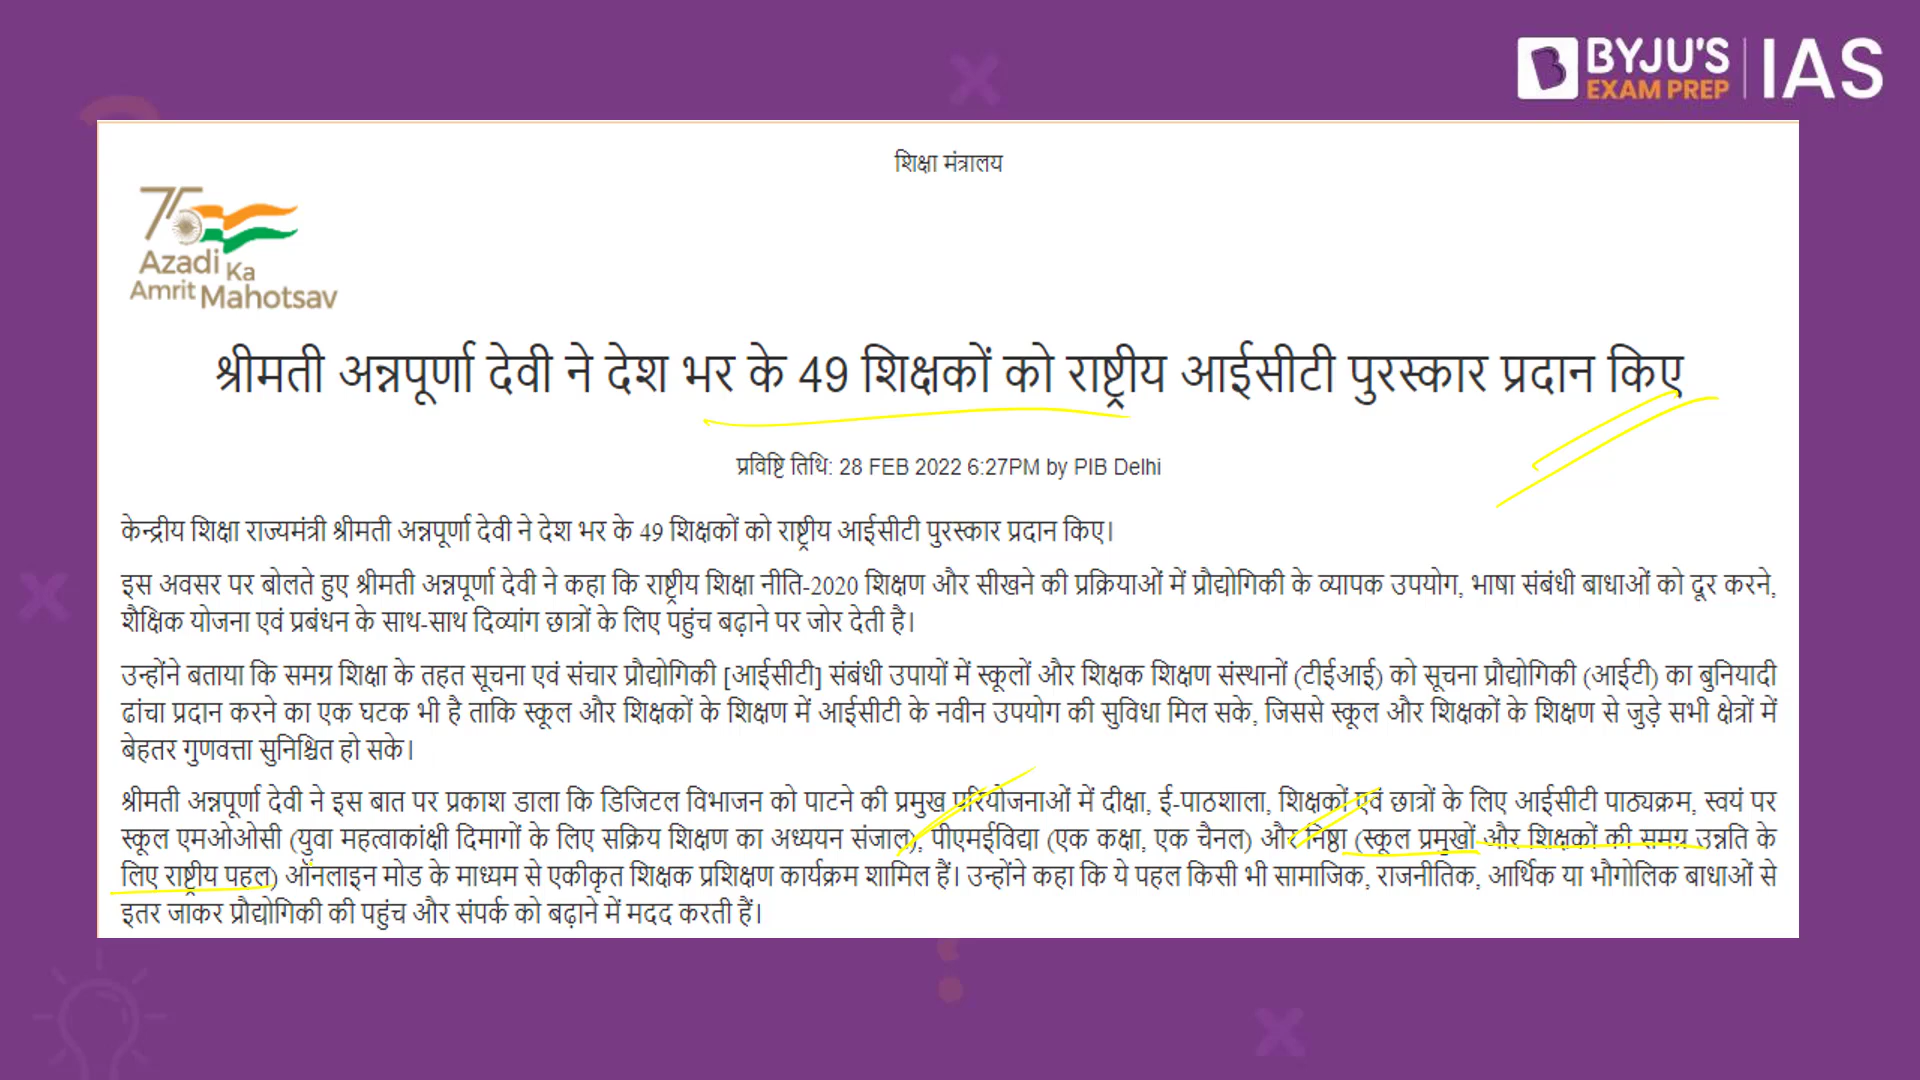 BYJU'S
EXAM PREP
IAS
शिक्षा मंत्रालय
75
Azadi Ka
Amrit Mahotsav
श्रीमती अन्नपूर्णा देवी ने देश भर के 49 शिक्षकों को राष्ट्रीय आईसीटी पुरस्कार प्रदान किए
प्रविष्टि तिथि: 28 FEB 2022 6:27PM by PIB Delhi
केन्द्रीय शिक्षा राज्यमंत्री श्रीमती अन्नपूर्णा देवी ने देश भर के 49 शिक्षकों को राष्ट्रीय आईसीटी पुरस्कार प्रदान किए।
इस अवसर पर बोलते हुए श्रीमती अन्नपूर्णा देवी ने कहा कि राष्ट्रीय शिक्षा नीति-2020 शिक्षण और सीखने की प्रक्रियाओं में प्रौद्योगिकी के व्यापक उपयोग, भाषा संबंधी बाधाओं को दूर करने,
शैक्षिक योजना एवं प्रबंधन के साथ-साथ दिव्यांग छात्रों के लिए पहुंच बढ़ाने पर जोर देती है।
उन्होंने बताया कि समग्र शिक्षा के तहत सूचना एवं संचार प्रौद्योगिकी [आईसीटी] संबंधी उपायों में स्कूलों और शिक्षक शिक्षण संस्थानों (टीईआई) को सूचना प्रौद्योगिकी (आईटी) का बुनियादी
ढांचा प्रदान करने का एक घटक भी है ताकि स्कूल और शिक्षकों के शिक्षण में आईसीटी के नवीन उपयोग की सुविधा मिल सके, जिससे स्कूल और शिक्षकों के शिक्षण से जुड़े सभी क्षेत्रों में
बेहतर गुणवत्ता सुनिश्चित हो सके।
श्रीमती अन्नपूर्णा देवी ने इस बात पर प्रकाश डाला कि डिजिटल विभाजन को पाटने की प्रमुख परियोजनाओं में दीक्षा, ई-पाठशाला, शिक्षकों एवं छात्रों के लिए आईसीटी पाठ्यक्रम, स्वयं पर
स्कूल एमओओसी (युवा महत्वाकांक्षी दिमागों के लिए सक्रिय शिक्षण का अध्ययन संजाल), पीएमईविद्या (एक कक्षा, एक चैनल) और निष्ठा (स्कूल प्रमुखों और शिक्षकों की समग्र उन्नति के
लिए राष्ट्रीय पहल) ऑनलाइन मोड के माध्यम से एकीकृत शिक्षक प्रशिक्षण कार्यक्रम शामिल हैं। उन्होंने कहा कि ये पहल किसी भी सामाजिक, राजनीतिक, आर्थिक या भौगोलिक बाधाओं से
इतर जाकर प्रौद्योगिकी की पहुंच और संपर्क को बढ़ाने में मदद करती हैं।